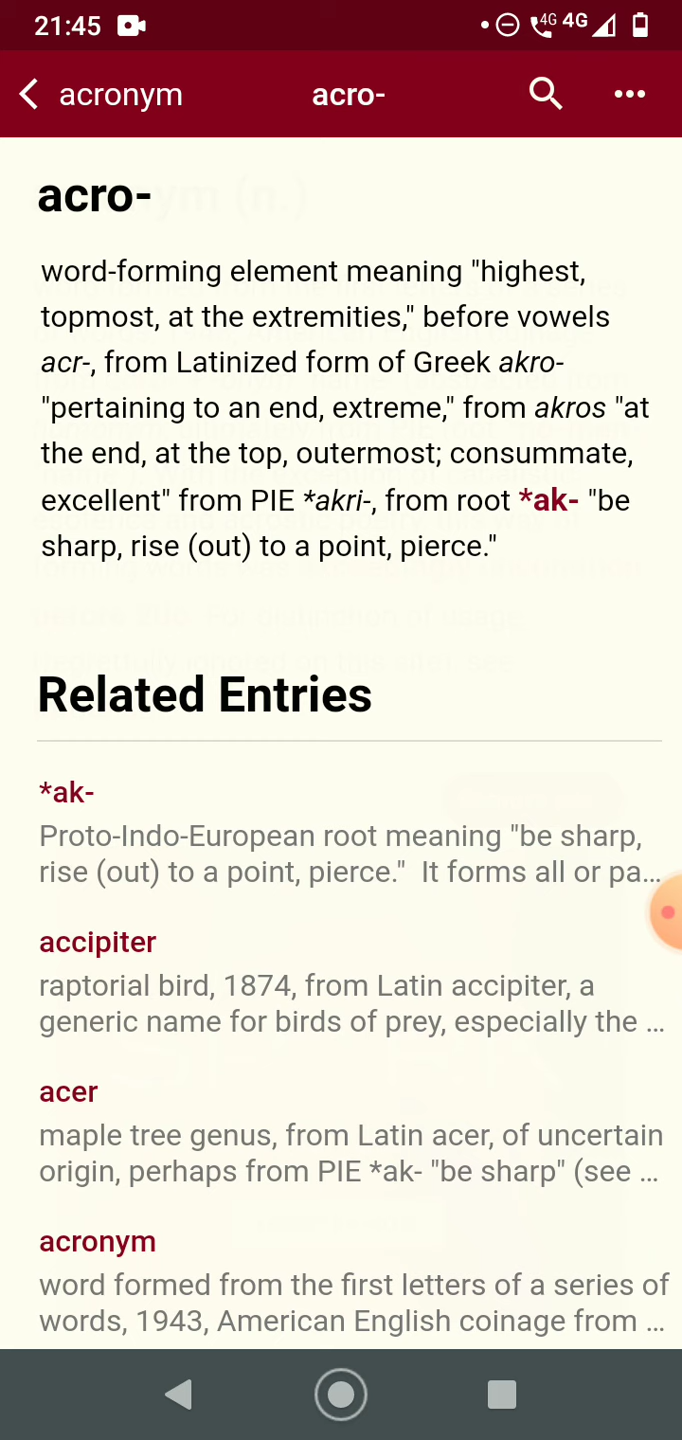 21:45
4G 4G
acronym acro-
acro-
word-forming element meaning "highest,
topmost, at the extremities," before vowels
acr-, from Latinized form of Greek akro-
"pertaining to an end, extreme," from akros "at
the end, at the top, outermost; consummate,
excellent" from PIE *akri-, from root *ak- "be
sharp, rise (out) to a point, pierce."
Related Entries
*ak-
Proto-Indo-European root meaning "be sharp,
rise (out) to a point, pierce." It forms all or pa...
accipiter
raptorial bird, 1874, from Latin accipiter, a
generic name for birds of prey, especially the ...
acer
maple tree genus, from Latin acer, of uncertain
origin, perhaps from PIE *ak- "be sharp" (see ...
acronym
word formed from the first letters of a series of
words, 1943, American English coinage from ...